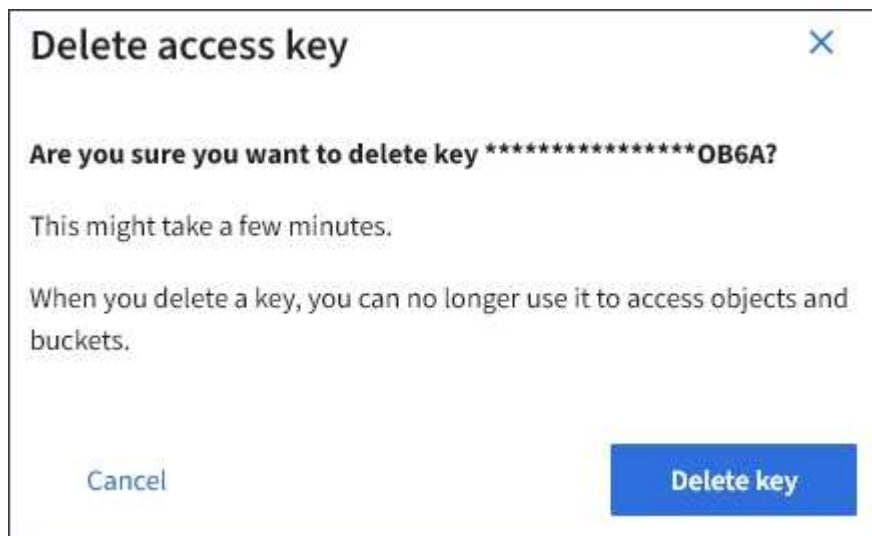 Delete access key
Are you sure you want to delete key ****************OB6A?
This might take a few minutes.
When you delete a key, you can no longer use it to access objects and
buckets.
Cancel
Delete key